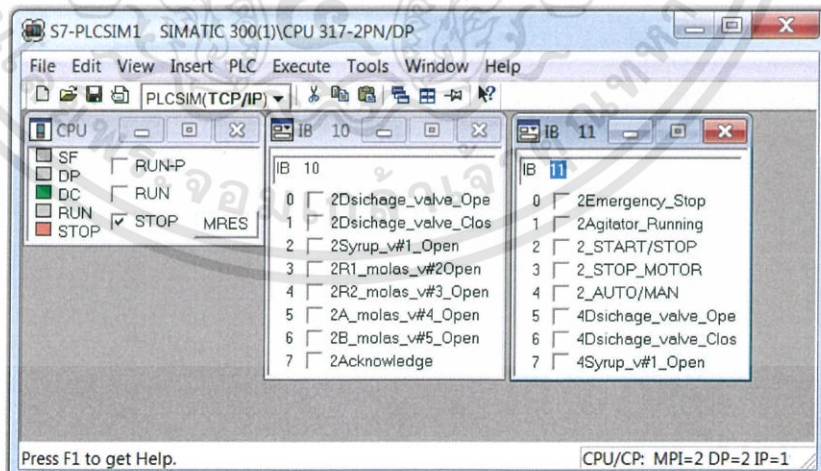 S7-PLCSIM1 SIMATIC 300(1)\CPU 317-2PN/DP
File Edit View Insert PLC Execute Tools Window Help
PLCSIM(TCP/IP)
CPU
SF
DP
DC
RUN
STOP
RUN-P
RUN
STOP
MRES
IB 10
IB 10
0 2Dsichage_valve_Ope
1 2Dsichage_valve_Clos
2 2Syrup_v#1_Open
3 2R1_molas_v#2Open
4 2R2_molas_v#3_Open
5 2A_molas_v#4_Open
6 2B_molas_v#5_Open
7 2Acknowledge
IB 11
IB 11
0 2Emergency_Stop
1 2Agitator_Running
2 2_START/STOP
3 2_STOP_MOTOR
4 2_AUTO/MAN
5 4Dsichage_valve_Ope
6 4Dsichage_valve_Clos
7 4Syrup_v#1_Open
Press F1 to get Help.
CPU/CP: MPI=2 DP=2 IP=1